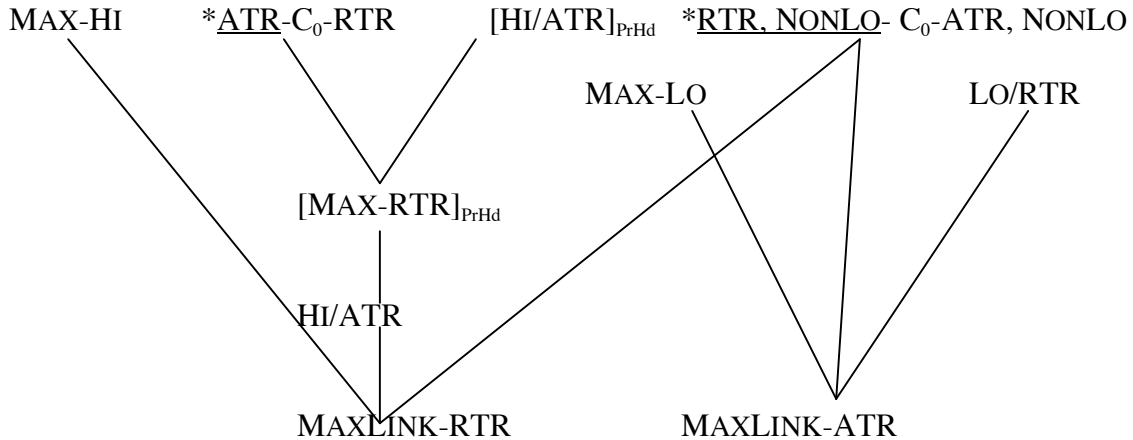 MAX-HI *ATR-C₀-RTR [HI/ATR]PrHd *RTR, NONLO- C₀-ATR, NONLO
MAX-LO LO/RTR
[MAX-RTR]PrHd
HI/ATR
MAXLINK-RTR MAXLINK-ATR